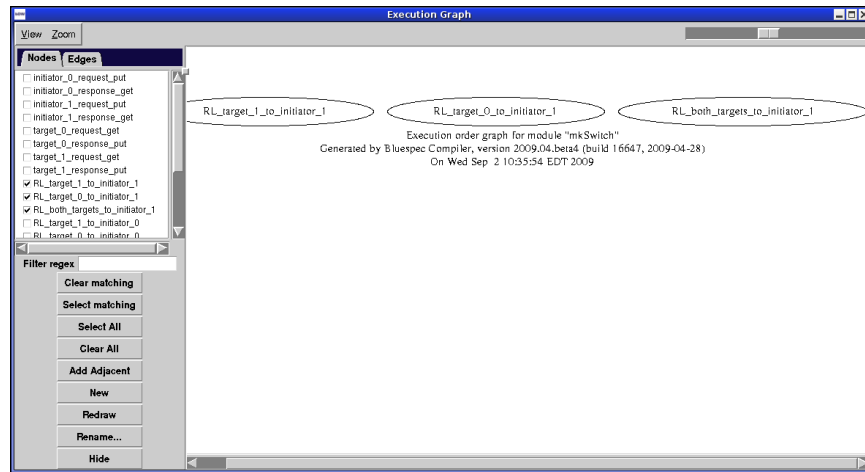 Execution Graph
View Zoom
Nodes Edges
initiator_0_request_put
initiator_0_response_get
initiator_1_request_put
initiator_1_response_get
target_0_request_get
target_0_response_put
target_1_request_get
target_1_response_put
RL_target_1_to_initiator_1
RL_target_0_to_initiator_1
RL_both_targets_to_initiator_1
RL_target_1_to_initiator_0
RL_target_0_to_initiator_0
Filter regex
Clear matching
Select matching
Select All
Clear All
Add Adjacent
New
Redraw
Rename...
Hide
RL_target_1_to_initiator_1 RL_target_0_to_initiator_1 RL_both_targets_to_initiator_1
Execution order graph for module "mkSwitch"
Generated by Bluespec Compiler, version 2009.04.beta4 (build 16647, 2009-04-28)
On Wed Sep 2 10:35:54 EDT 2009